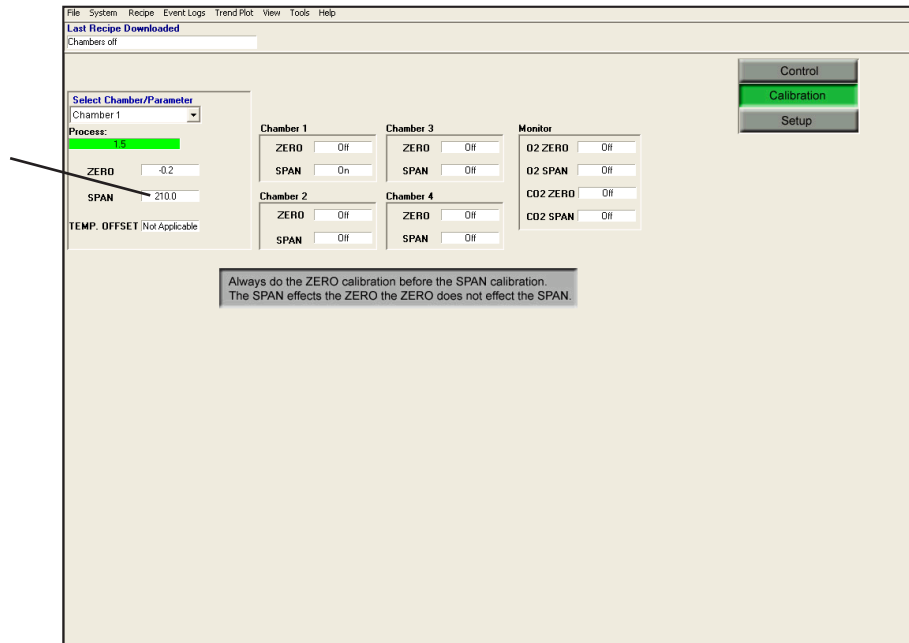 File System Recipe Event Logs Trend Plot View Tools Help
Last Recipe Downloaded
Chambers off
Control
Calibration
Setup
Select Chamber/Parameter
Chamber 1
Process:
1.5
ZERO -0.2
SPAN 210.0
TEMP. OFFSET Not Applicable
Chamber 1
ZERO Off
SPAN On
Chamber 2
ZERO Off
SPAN Off
Chamber 3
ZERO Off
SPAN Off
Chamber 4
ZERO Off
SPAN Off
Monitor
O2 ZERO Off
O2 SPAN Off
CO2 ZERO Off
CO2 SPAN Off
Always do the ZERO calibration before the SPAN calibration.
The SPAN effects the ZERO the ZERO does not effect the SPAN.